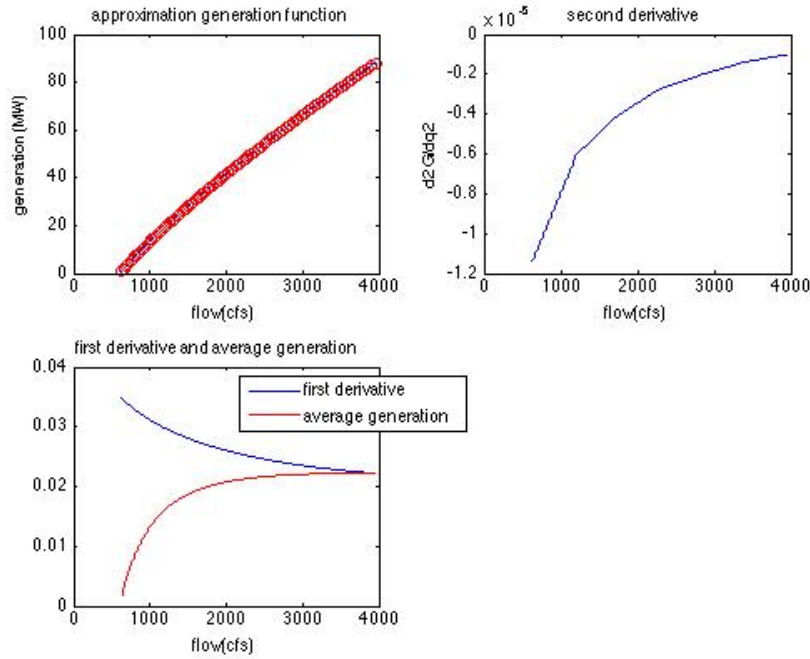 approximation generation function
100
80
60
40
20
0
generation (MW)
0 1000 2000 3000 4000
flow(cfs)
x 10^-5
second derivative
0
-0.2
-0.4
-0.6
-0.8
-1
-1.2
d2G/dq2
0 1000 2000 3000 4000
flow(cfs)
first derivative and average generation
0.04
0.03
0.02
0.01
0
first derivative
average generation
0 1000 2000 3000 4000
flow(cfs)